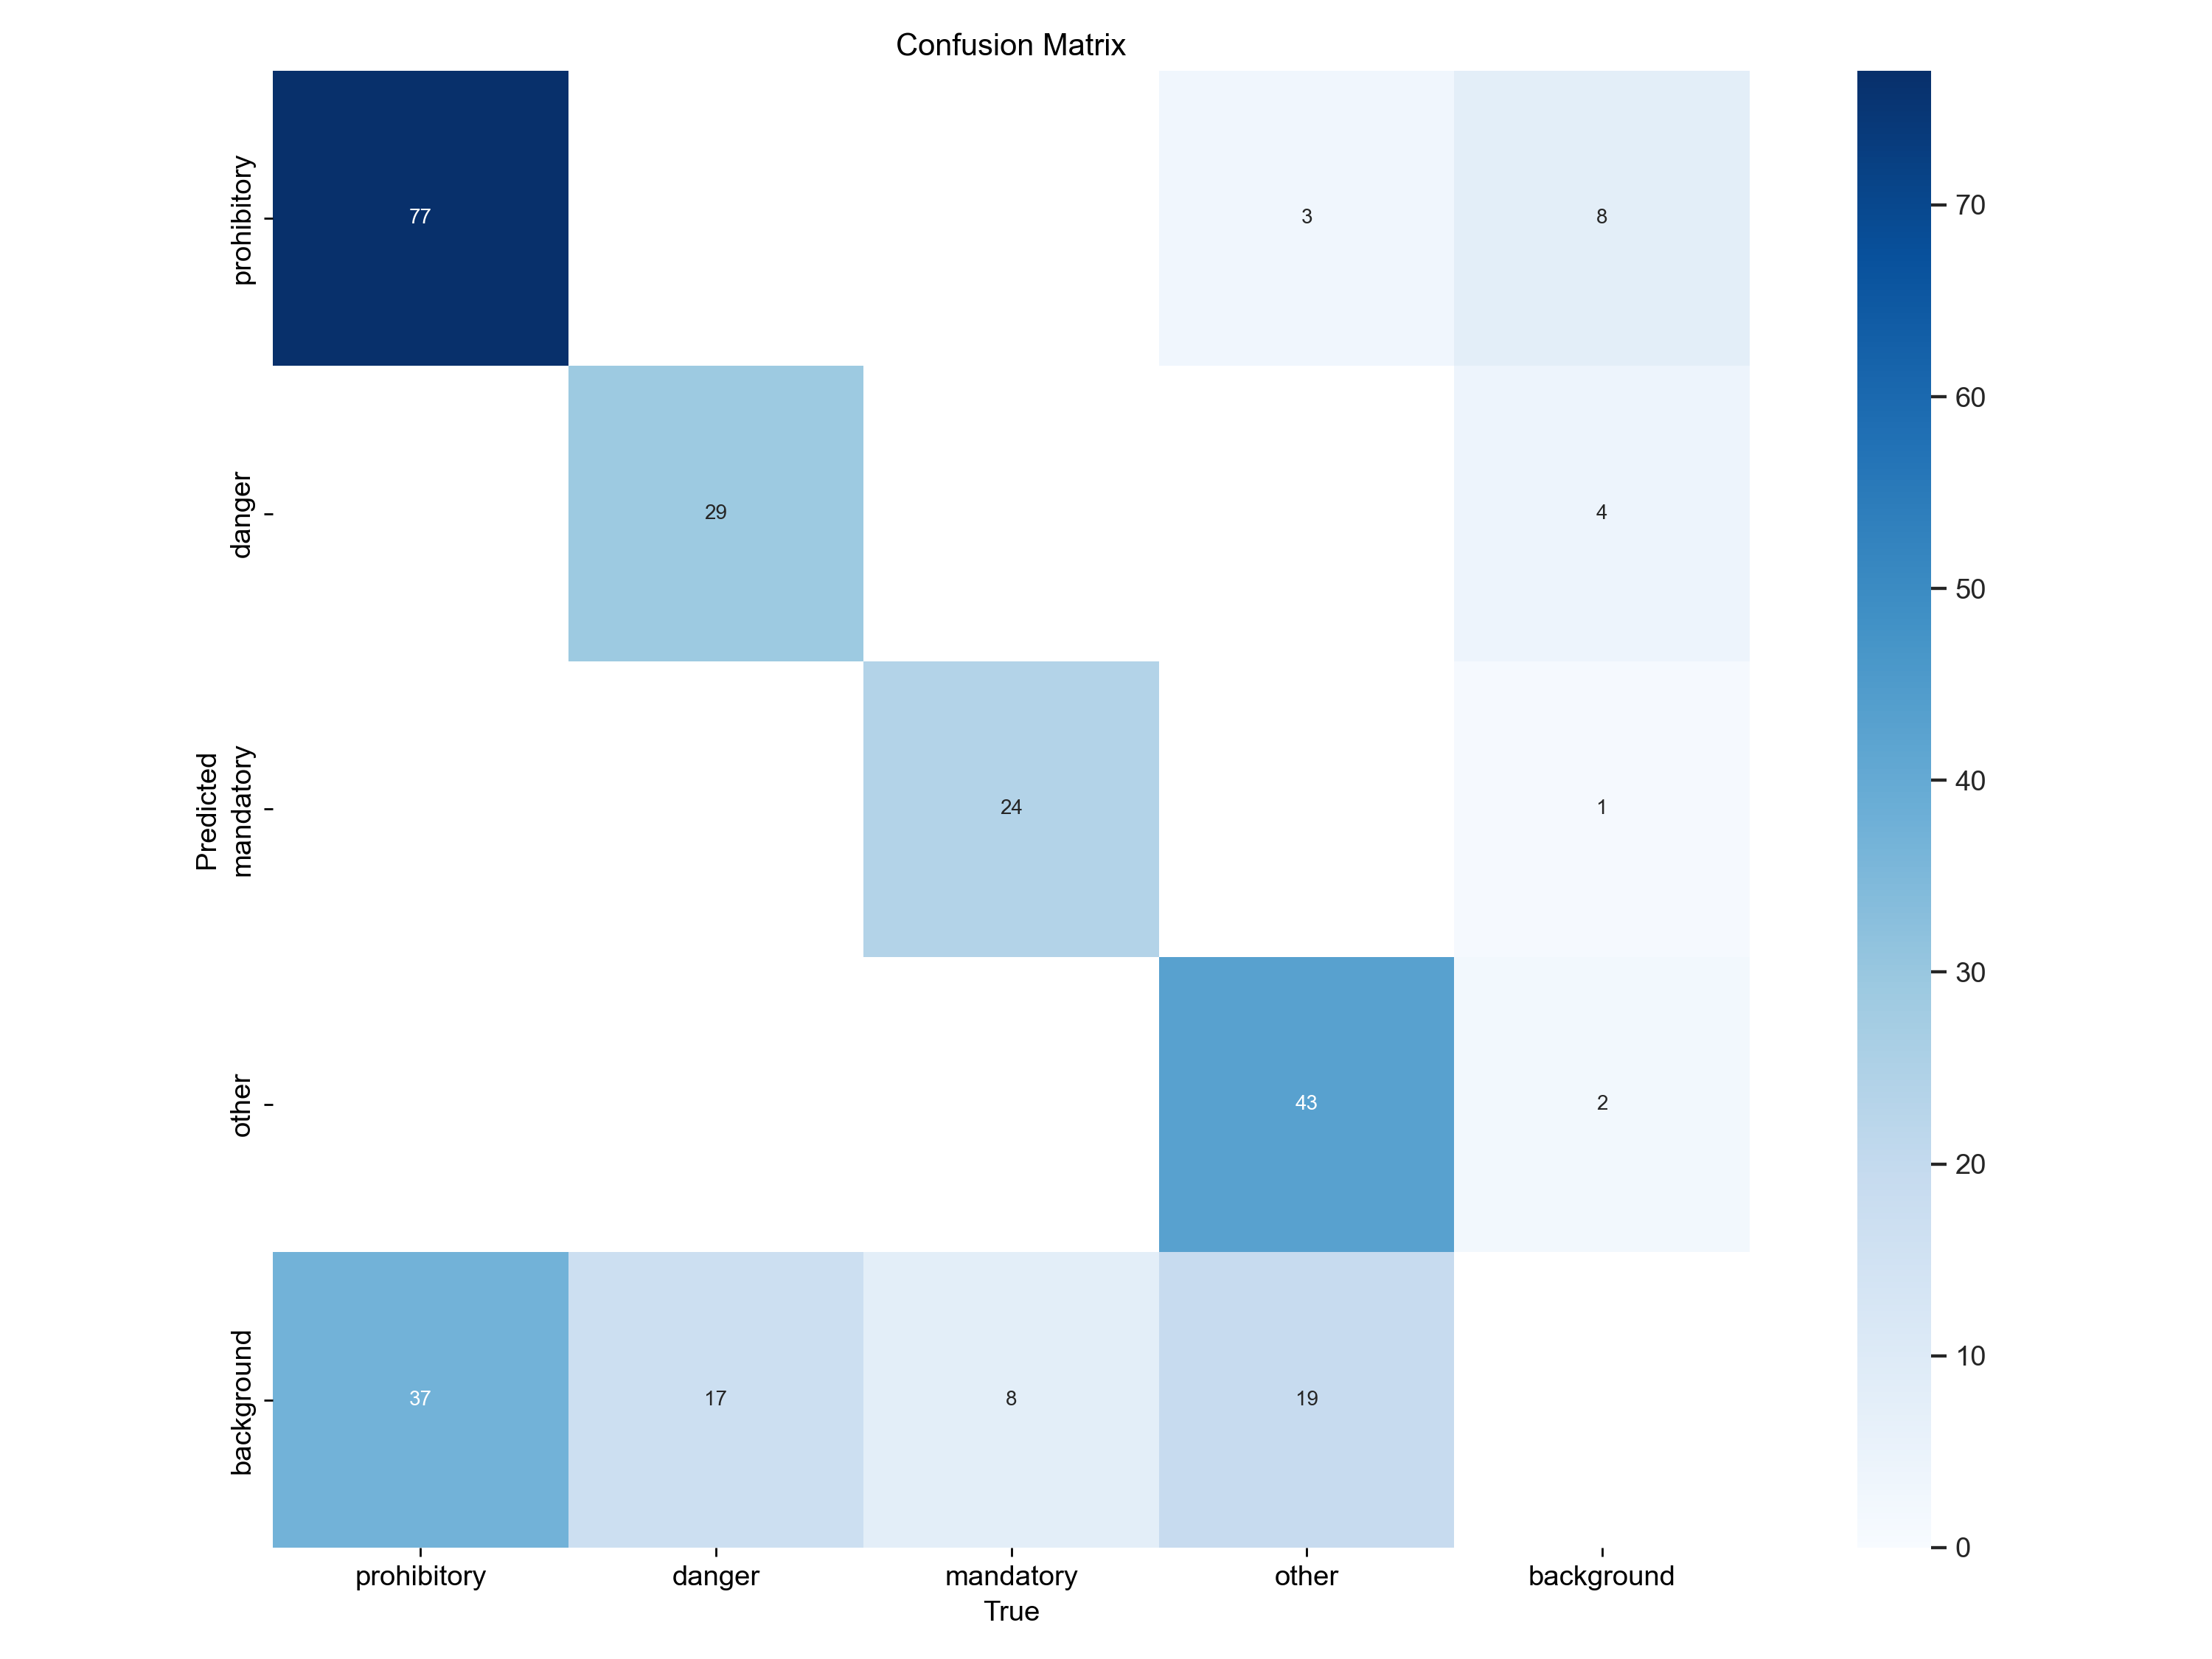 Confusion Matrix
prohibitory
77
3
8
70
60
danger
29
4
50
40
Predicted
mandatory
24
1
30
other
43
2
20
10
background
37
17
8
19
0
prohibitory
danger
mandatory
other
background
True